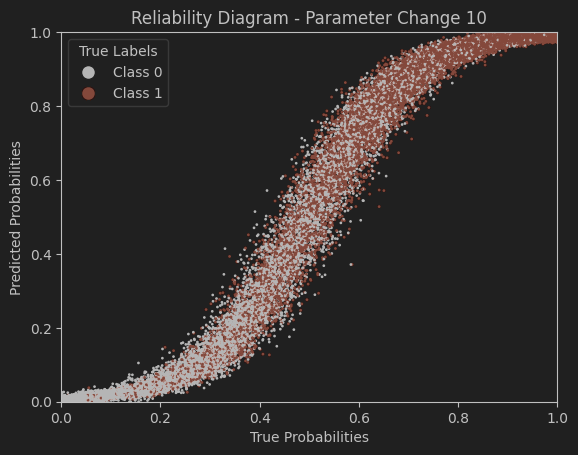 Reliability Diagram - Parameter Change 10
True Labels
Class 0
Class 1
Predicted Probabilities
1.0
0.8
0.6
0.4
0.2
0.0
0.0 0.2 0.4 0.6 0.8 1.0
True Probabilities